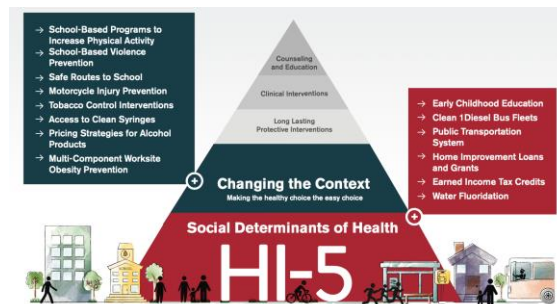 → School-Based Programs to
Increase Physical Activity
→ School-Based Violence
Prevention
→ Safe Routes to School
→ Motorcycle Injury Prevention
→ Tobacco Control Interventions
→ Access to Clean Syringes
→ Pricing Strategies for Alcohol
Products
→ Multi-Component Worksite
Obesity Prevention
Counseling
and Education
Clinical Interventions
Long Lasting
Protective Interventions
→ Early Childhood Education
→ Clean 1Diesel Bus Fleets
→ Public Transportation
System
→ Home Improvement Loans
and Grants
→ Earned Income Tax Credits
→ Water Fluoridation
Changing the Context
Making the healthy choice the easy choice
Social Determinants of Health
HI-5